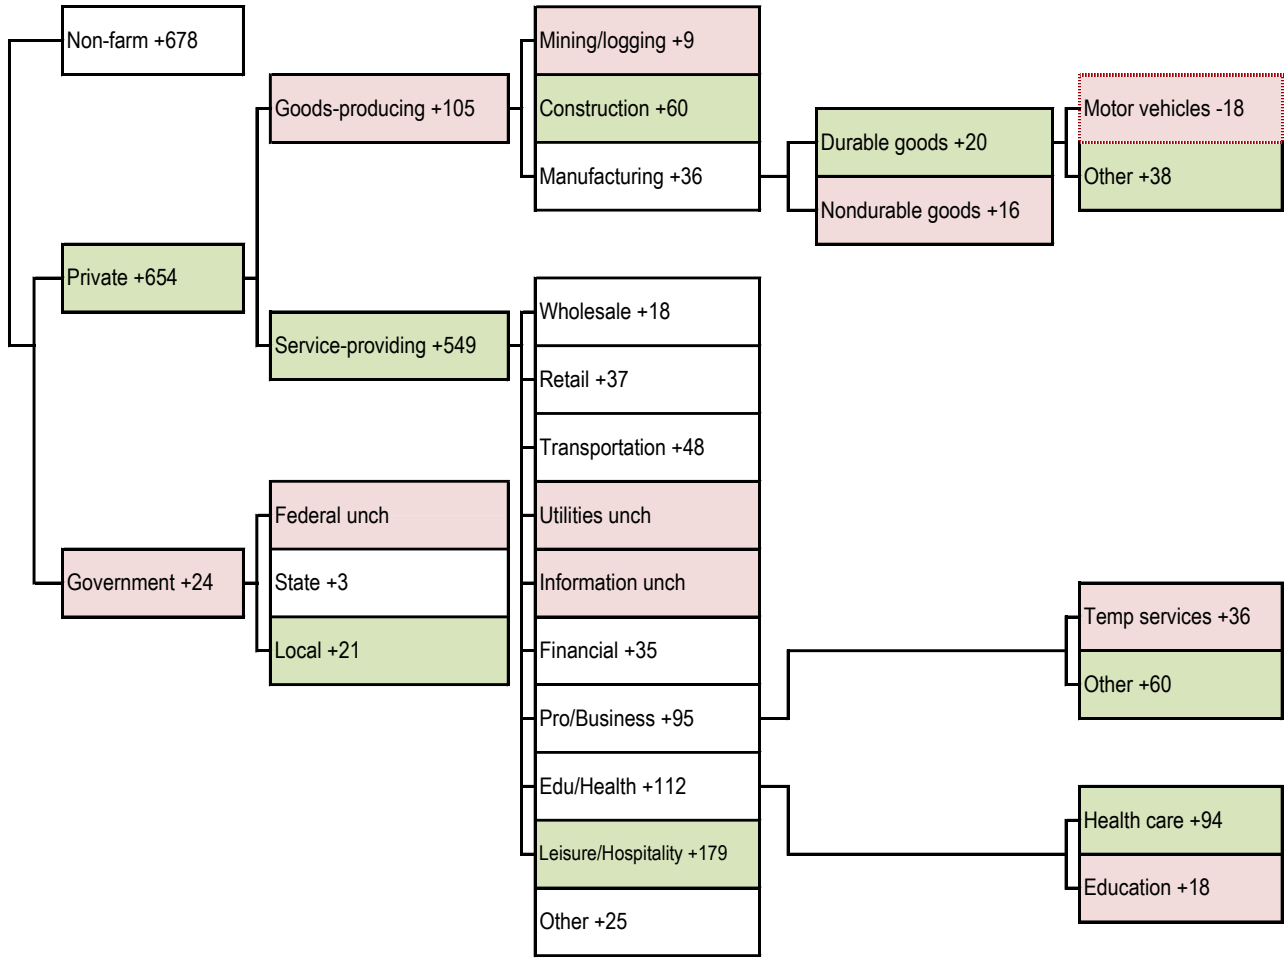 Non-farm +678
Private +654
Government +24
Goods-producing +105
Service-providing +549
Federal unch
State +3
Local +21
Mining/logging +9
Construction +60
Manufacturing +36
Wholesale +18
Retail +37
Transportation +48
Utilities unch
Information unch
Financial +35
Pro/Business +95
Edu/Health +112
Leisure/Hospitality +179
Other +25
Durable goods +20
Nondurable goods +16
Motor vehicles -18
Other +38
Temp services +36
Other +60
Health care +94
Education +18